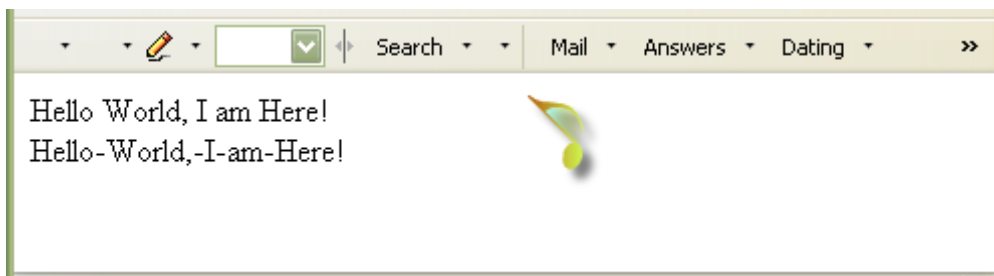 Search Mail Answers Dating »
Hello World, I am Here!
Hello-World,-I-am-Here!